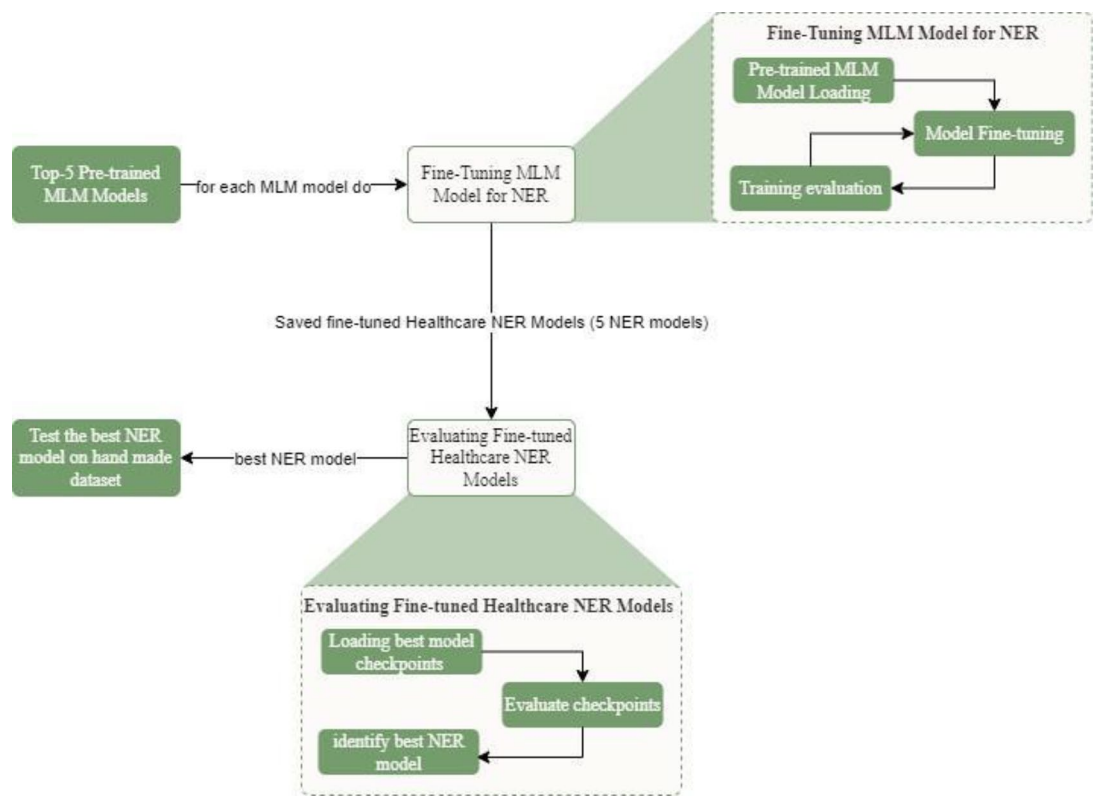 Fine-Tuning MLM Model for NER
Pre-trained MLM
Model Loading
Model Fine-tuning
Training evaluation
Top-5 Pre-trained
MLM Models
for each MLM model do
Fine-Tuning MLM
Model for NER
Saved fine-tuned Healthcare NER Models (5 NER models)
Evaluating Fine-tuned
Healthcare NER
Models
best NER model
Test the best NER
model on hand made
dataset
Evaluating Fine-tuned Healthcare NER Models
Loading best model
checkpoints
Evaluate checkpoints
identify best NER
model